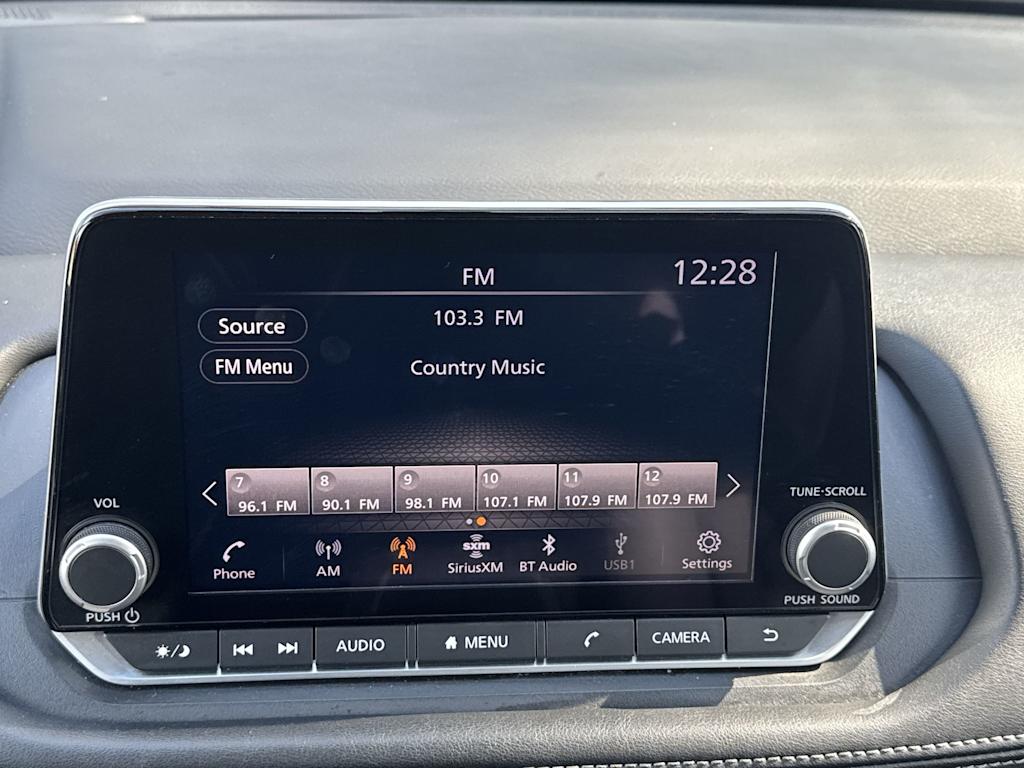 FM
12:28
Source
103.3 FM
FM Menu
Country Music
7
8
9
10
11
12
96.1 FM
90.1 FM
98.1 FM
107.1 FM
107.9 FM
107.9 FM
VOL
TUNE·SCROLL
Phone
AM
FM
sxm
SiriusXM
BT Audio
USB1
Settings
PUSH
PUSH SOUND
AUDIO
MENU
CAMERA